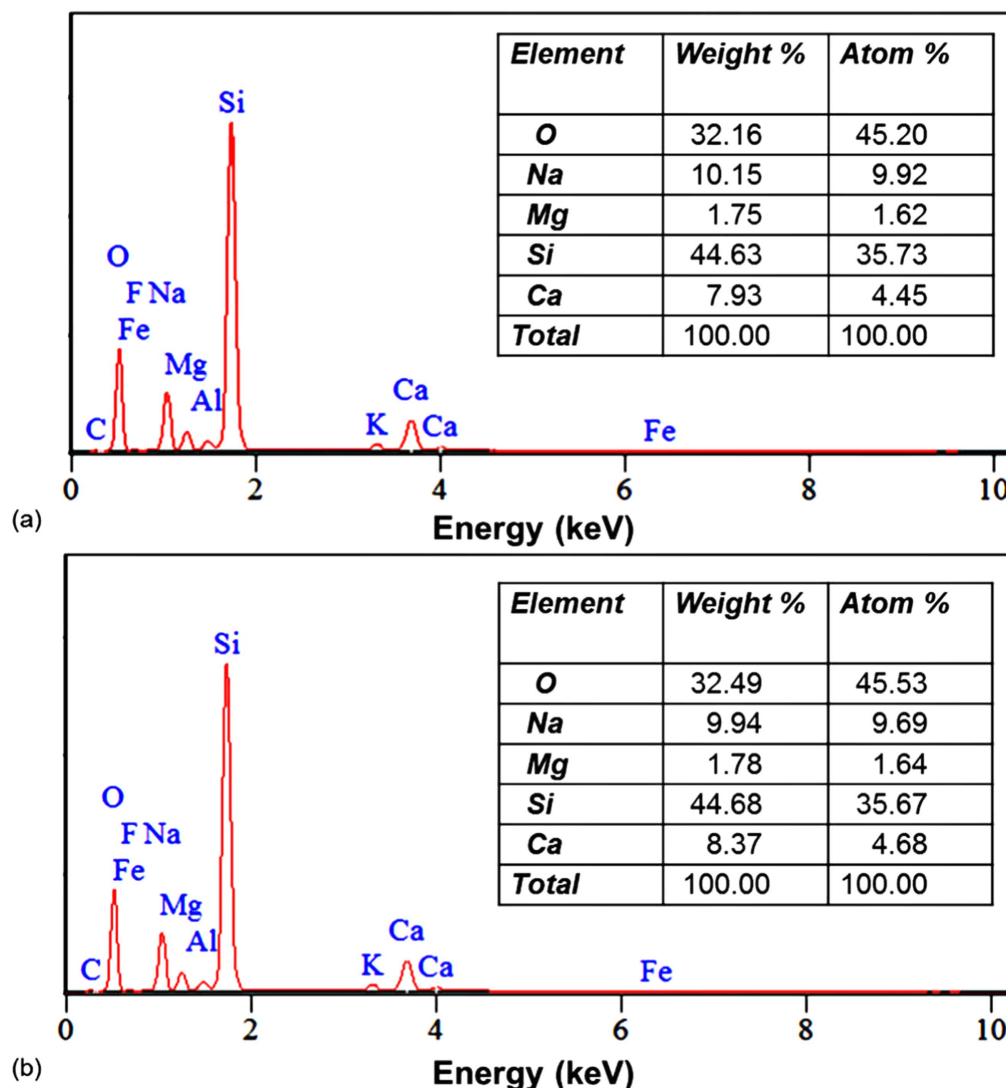 Element Weight % Atom %
Si
O 32.16 45.20
Na 10.15 9.92
Mg 1.75 1.62
O
Si 44.63 35.73
F Na
Ca 7.93 4.45
Fe
Total 100.00 100.00
Mg
Al
Ca
C
K
Ca
Fe
0 2 4 6 8 10
(a)
Energy (keV)
Element Weight % Atom %
Si
O 32.49 45.53
Na 9.94 9.69
Mg 1.78 1.64
O
Si 44.68 35.67
F Na
Ca 8.37 4.68
Fe
Total 100.00 100.00
Mg
Al
Ca
C
K
Ca
Fe
0 2 4 6 8 10
(b)
Energy (keV)